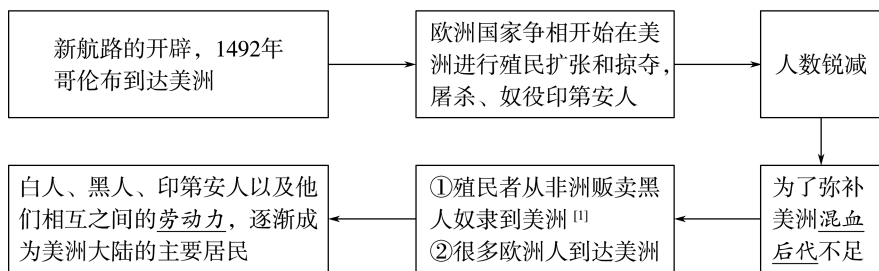 新航路的开辟，1492年
哥伦布到达美洲
欧洲国家争相开始在美
洲进行殖民扩张和掠夺，
屠杀、奴役印第安人
人数锐减
为了弥补
美洲混血
后代不足
①殖民者从非洲贩卖黑
人奴隶到美洲[1]
②很多欧洲人到达美洲
白人、黑人、印第安人以及他
们相互之间的劳动力，逐渐成
为美洲大陆的主要居民